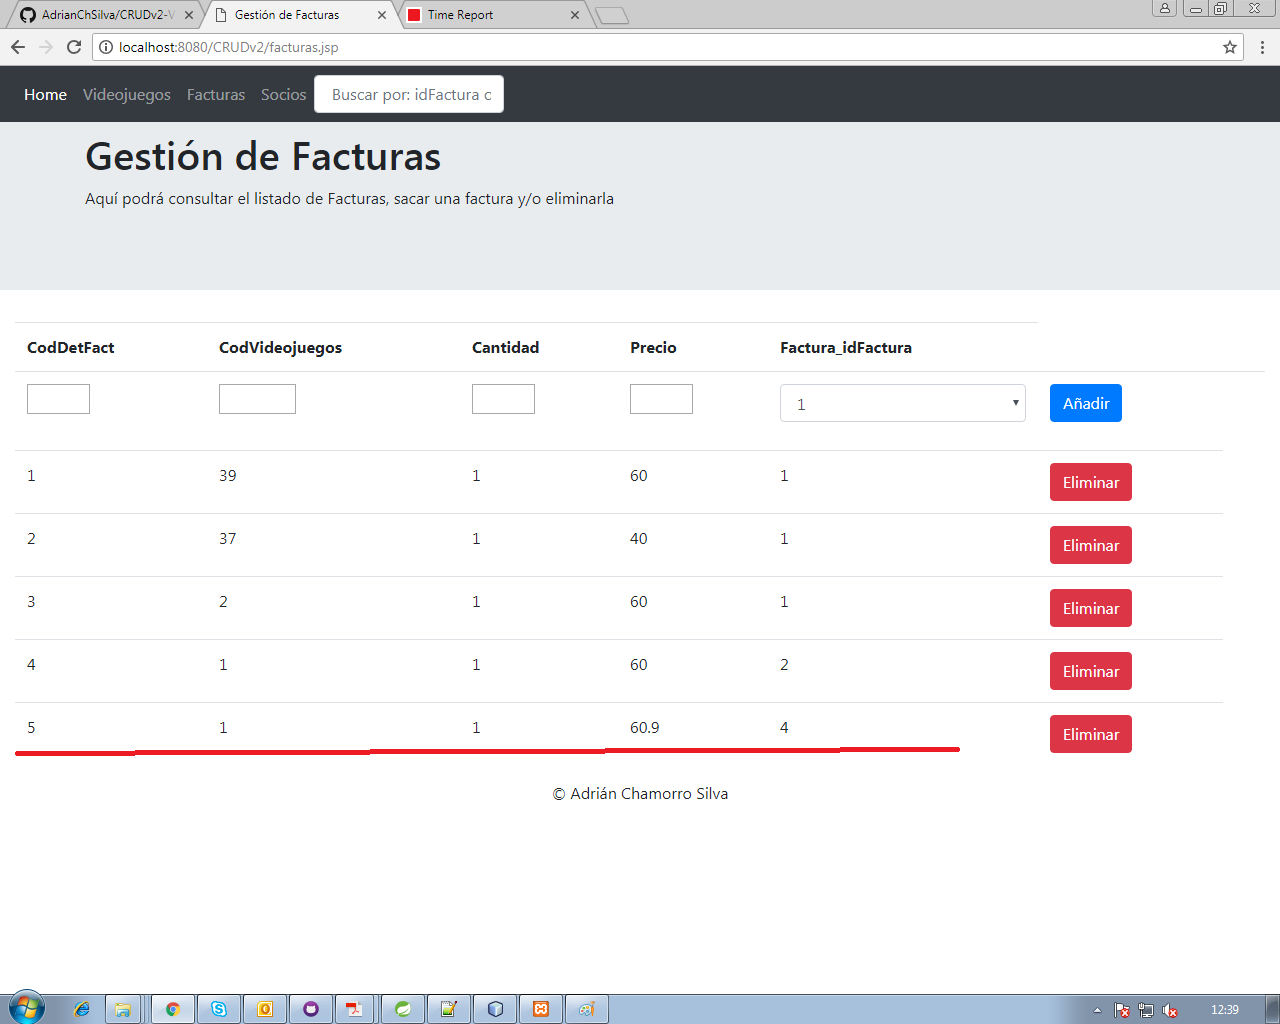 AdrianChSilva/CRUDv2-V
Gestión de Facturas
Time Report
localhost:8080/CRUDv2/facturas.jsp
Home Videojuegos Facturas Socios Buscar por: idFactura o
Gestión de Facturas
Aquí podrá consultar el listado de Facturas, sacar una factura y/o eliminarla
CodDetFact CodVideojuegos Cantidad Precio Factura_idFactura
1 Añadir
1 39 1 60 1 Eliminar
2 37 1 40 1 Eliminar
3 2 1 60 1 Eliminar
4 1 1 60 2 Eliminar
5 1 1 60.9 4 Eliminar
© Adrián Chamorro Silva
12:39